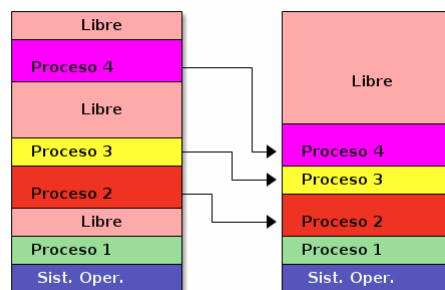 Libre
Proceso 4
Libre
Proceso 3
Proceso 2
Libre
Proceso 1
Sist. Oper.
Libre
Proceso 4
Proceso 3
Proceso 2
Proceso 1
Sist. Oper.